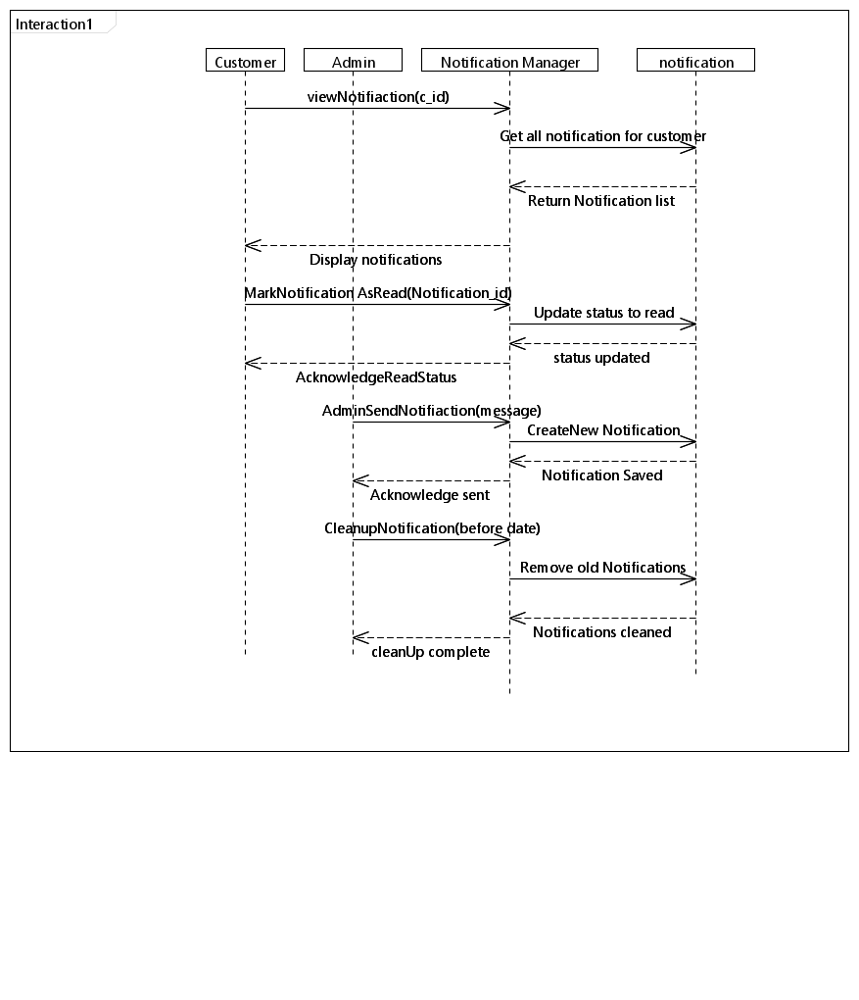 Interaction1
Customer
Admin
Notification Manager
notification
viewNotifiaction(c_id)
Get all notification for customer
Return Notification list
Display notifications
MarkNotification AsRead(Notification_id)
Update status to read
status updated
AcknowledgeReadStatus
AdminSendNotifiaction(message)
CreateNew Notification
Notification Saved
Acknowledge sent
CleanupNotification(before date)
Remove old Notifications
Notifications cleaned
cleanUp complete